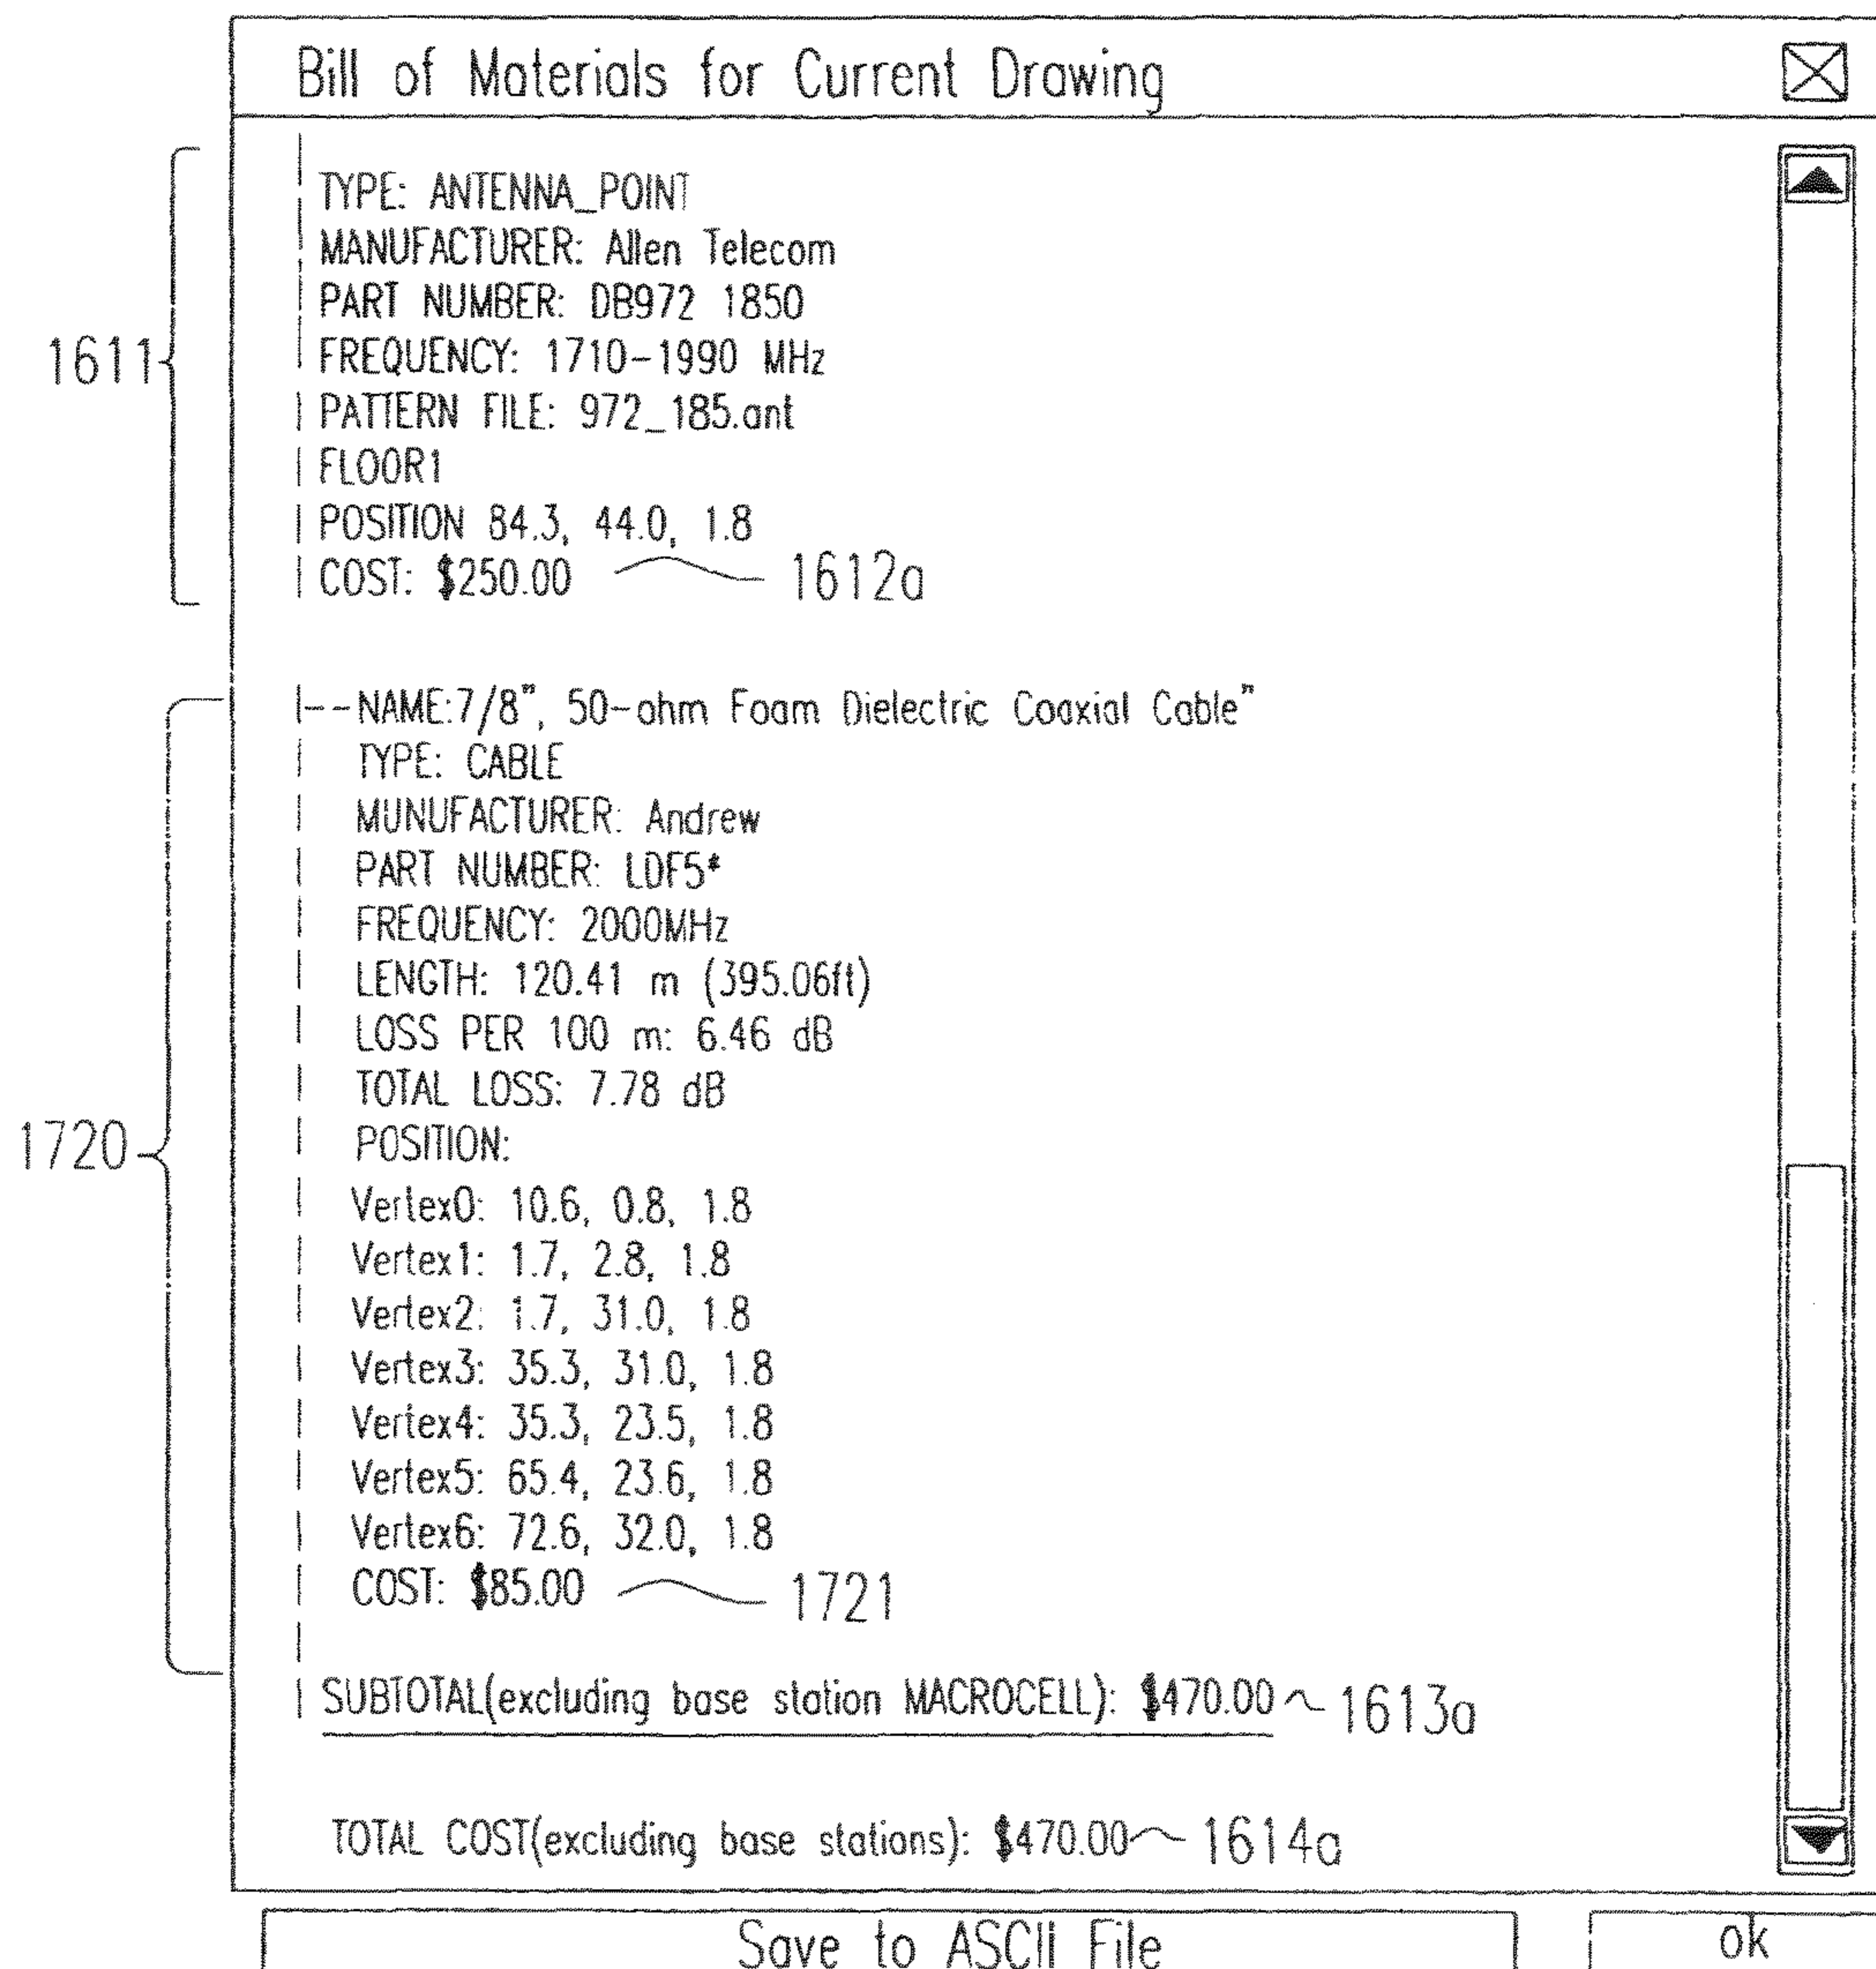 Bill of Materials for Current Drawing
TYPE: ANTENNA_POINT
MANUFACTURER: Allen Telecom
PART NUMBER: DB972 1850
1611
FREQUENCY: 1710-1990 MHz
PATTERN FILE: 972_185.ant
FLOOR1
POSITION 84.3, 44.0, 1.8
COST: $250.00 1612a
--NAME:7/8", 50-ohm Foam Dielectric Coaxial Cable"
TYPE: CABLE
MUNUFACTURER: Andrew
PART NUMBER: LDF5*
FREQUENCY: 2000MHz
LENGTH: 120.41 m (395.06ft)
LOSS PER 100 m: 6.46 dB
TOTAL LOSS: 7.78 dB
1720
POSITION:
Vertex0: 10.6, 0.8, 1.8
Vertex1: 1.7, 2.8, 1.8
Vertex2: 1.7, 31.0, 1.8
Vertex3: 35.3, 31.0, 1.8
Vertex4: 35.3, 23.5, 1.8
Vertex5: 65.4, 23.6, 1.8
Vertex6: 72.6, 32.0, 1.8
COST: $85.00 1721
SUBTOTAL(excluding base station MACROCELL): $470.00 1613a
TOTAL COST(excluding base stations): $470.00 1614a
Save to ASCII File
ok